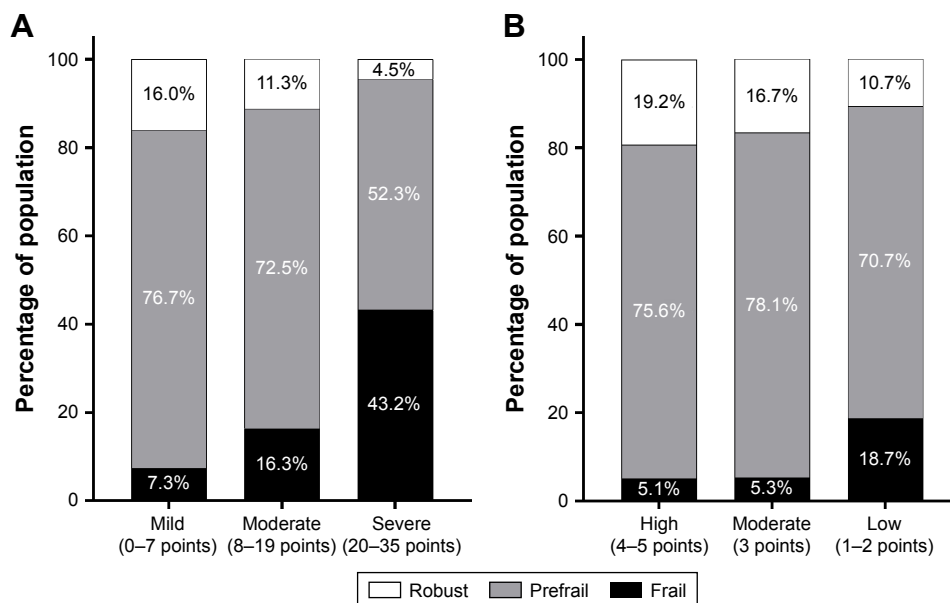 A
Percentage of population
100
80
60
40
20
0
16.0%
11.3%
4.5%
76.7%
72.5%
52.3%
7.3%
16.3%
43.2%
Mild
(0–7 points)
Moderate
(8–19 points)
Severe
(20–35 points)
B
Percentage of population
100
80
60
40
20
0
19.2%
16.7%
10.7%
75.6%
78.1%
70.7%
5.1%
5.3%
18.7%
High
(4–5 points)
Moderate
(3 points)
Low
(1–2 points)
Robust
Prefrail
Frail